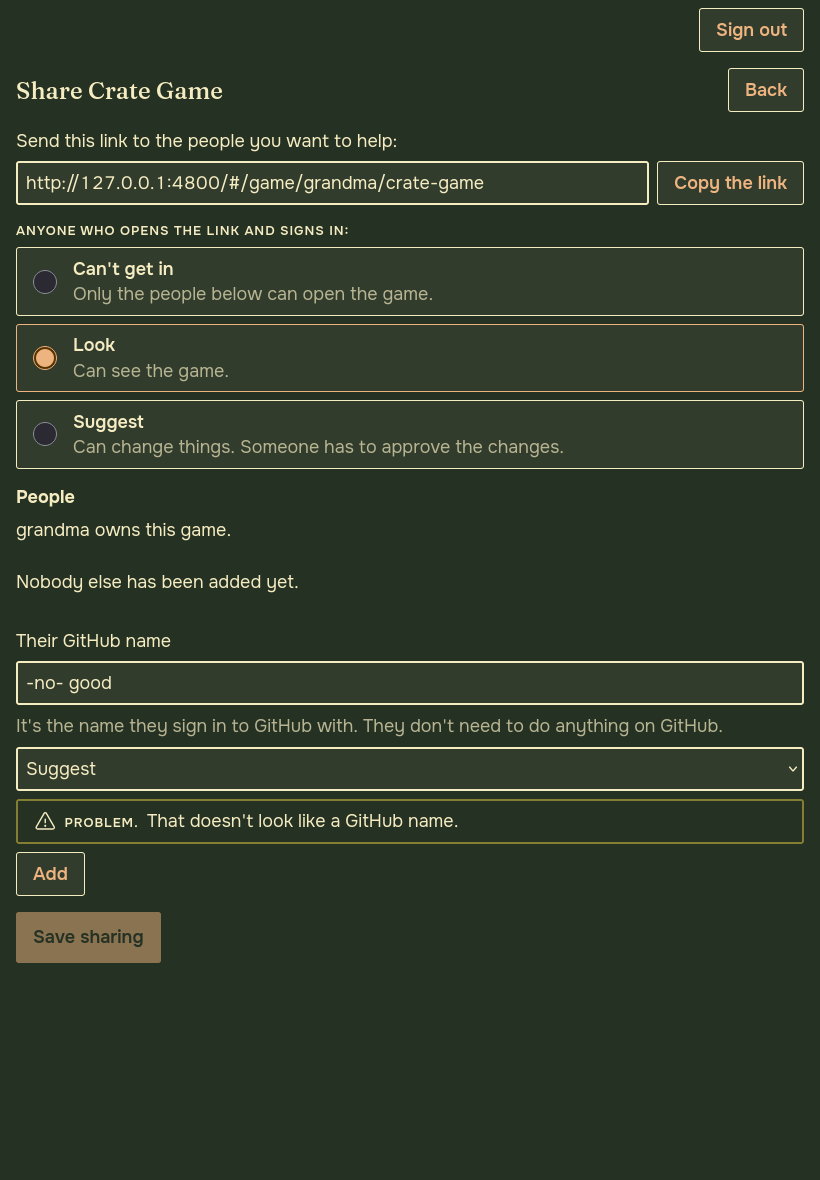 Sign out
Share Crate Game
Back
Send this link to the people you want to help:
http://127.0.0.1:4800/#/game/grandma/crate-game
Copy the link
ANYONE WHO OPENS THE LINK AND SIGNS IN:
Can't get in
Only the people below can open the game.
Look
Can see the game.
Suggest
Can change things. Someone has to approve the changes.
People
grandma owns this game.
Nobody else has been added yet.
Their GitHub name
-no- good
It's the name they sign in to GitHub with. They don't need to do anything on GitHub.
Suggest
PROBLEM. That doesn't look like a GitHub name.
Add
Save sharing